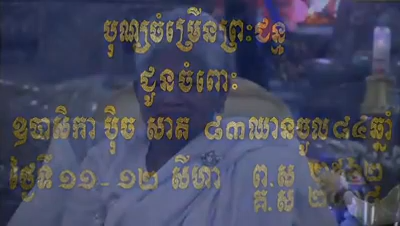 បុណ្យចំម្រើនព្រះជន្ម
ជូនចំពោះ
ឧបាសិកា ប៉ិច សាត ៨៣ឈានចូល៨៤ឆ្នាំ
ថ្ងៃទី១១-១២ សីហា ព.ស
គ.ស